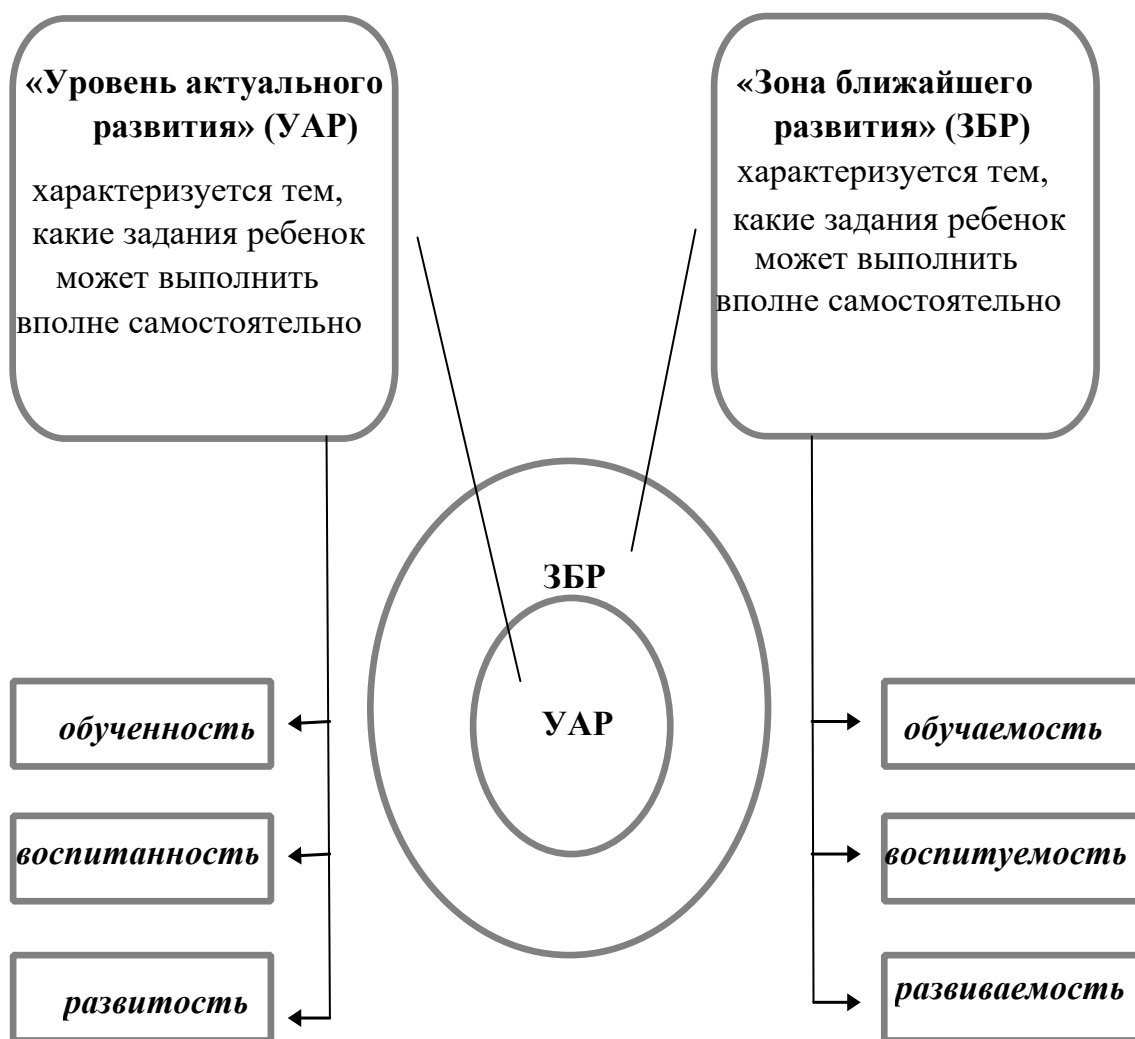 «Уровень актуального
развития» (УАР)
характеризуется тем,
какие задания ребенок
может выполнить
вполне самостоятельно
«Зона ближайшего
развития» (ЗБР)
характеризуется тем,
какие задания ребенок
может выполнить
вполне самостоятельно
ЗБР
УАР
обученность
воспитанность
развитость
обучаемость
воспитуемость
развиваемость